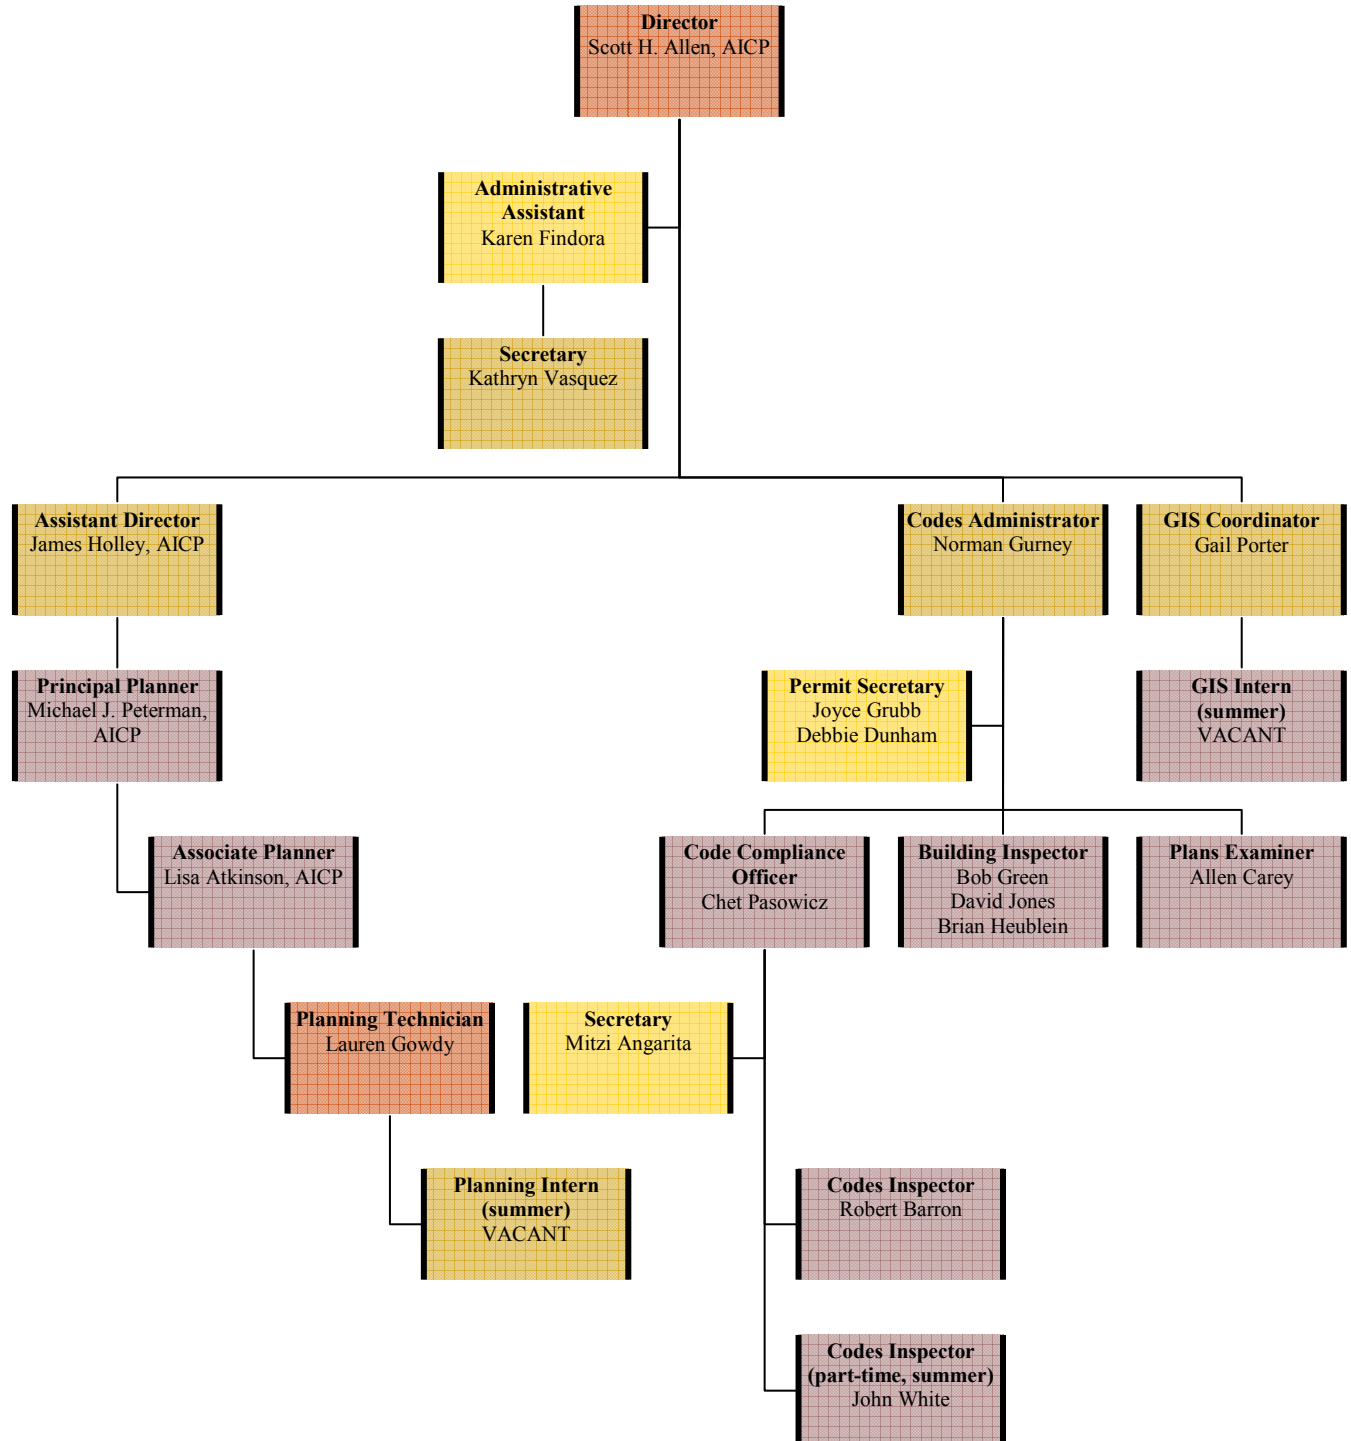 Director
Scott H. Allen, AICP
Administrative
Assistant
Karen Findora
Secretary
Kathryn Vasquez
Assistant Director
James Holley, AICP
Codes Administrator
Norman Gurney
GIS Coordinator
Gail Porter
Principal Planner
Michael J. Peterman,
AICP
Permit Secretary
Joyce Grubb
Debbie Dunham
GIS Intern
(summer)
VACANT
Associate Planner
Lisa Atkinson, AICP
Code Compliance
Officer
Chet Pasowicz
Building Inspector
Bob Green
David Jones
Brian Heublein
Plans Examiner
Allen Carey
Planning Technician
Lauren Gowdy
Secretary
Mitzi Angarita
Planning Intern
(summer)
VACANT
Codes Inspector
Robert Barron
Codes Inspector
(part-time, summer)
John White